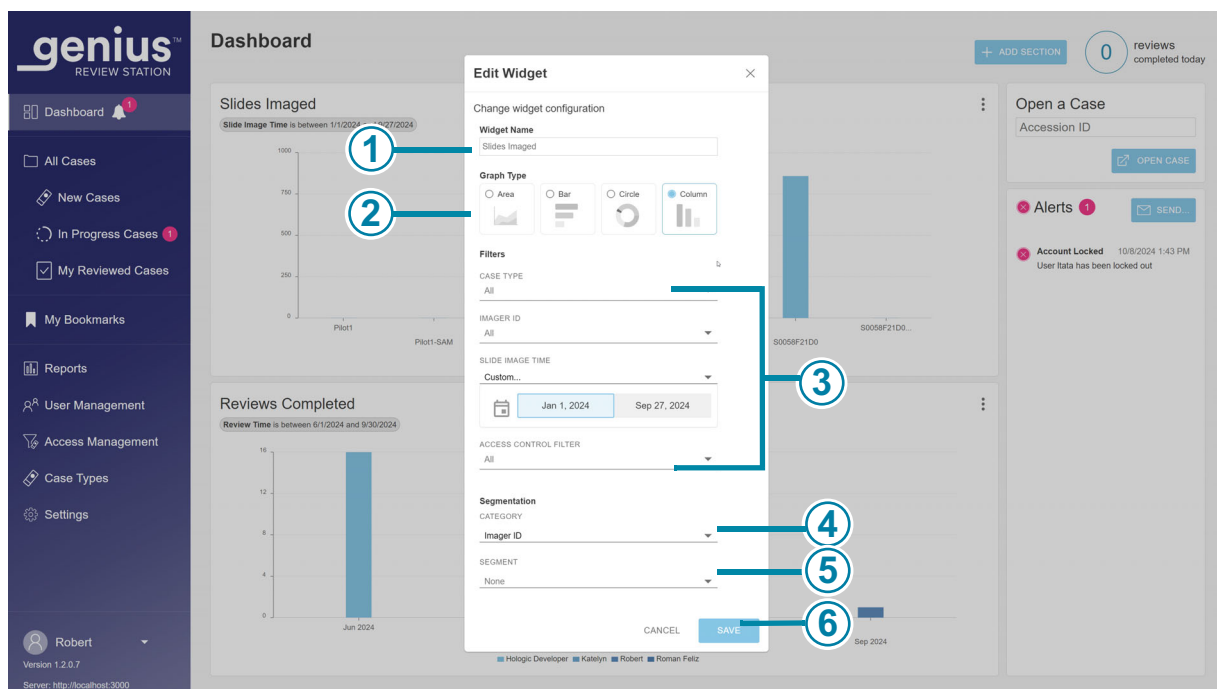 genius™
REVIEW STATION
Dashboard
1
All Cases
New Cases
In Progress Cases 1
My Reviewed Cases
My Bookmarks
Reports
User Management
Access Management
Case Types
Settings
Robert
Version 1.2.0.7
Server: http://localhost:3000
Dashboard
+ ADD SECTION
0
reviews
completed today
Slides Imaged
Slide Image Time is between 1/1/2024
9/27/2024
1000
750
500
250
0
Pilot1
Pilot1-SAM
S0058F21D0
S0058F21D0...
Reviews Completed
Review Time is between 6/1/2024 and 9/30/2024
16
12
8
4
0
Jun 2024
Sep 2024
Hologic Developer Katelyn Robert Roman Feliz
Edit Widget
Change widget configuration
Widget Name
Slides Imaged
Graph Type
Area
Bar
Circle
Column
Filters
CASE TYPE
All
IMAGER ID
All
SLIDE IMAGE TIME
Custom...
Jan 1, 2024 Sep 27, 2024
ACCESS CONTROL FILTER
All
Segmentation
CATEGORY
Imager ID
SEGMENT
None
CANCEL
SAVE
1
2
3
4
5
6
Open a Case
Accession ID
OPEN CASE
Alerts 1
SEND...
Account Locked 10/8/2024 1:43 PM
User ltata has been locked out